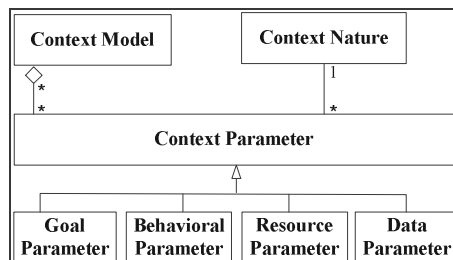 Context Model
Context Nature
*
1
*
*
Context Parameter
Goal
Parameter
Behavioral
Parameter
Resource
Parameter
Data
Parameter